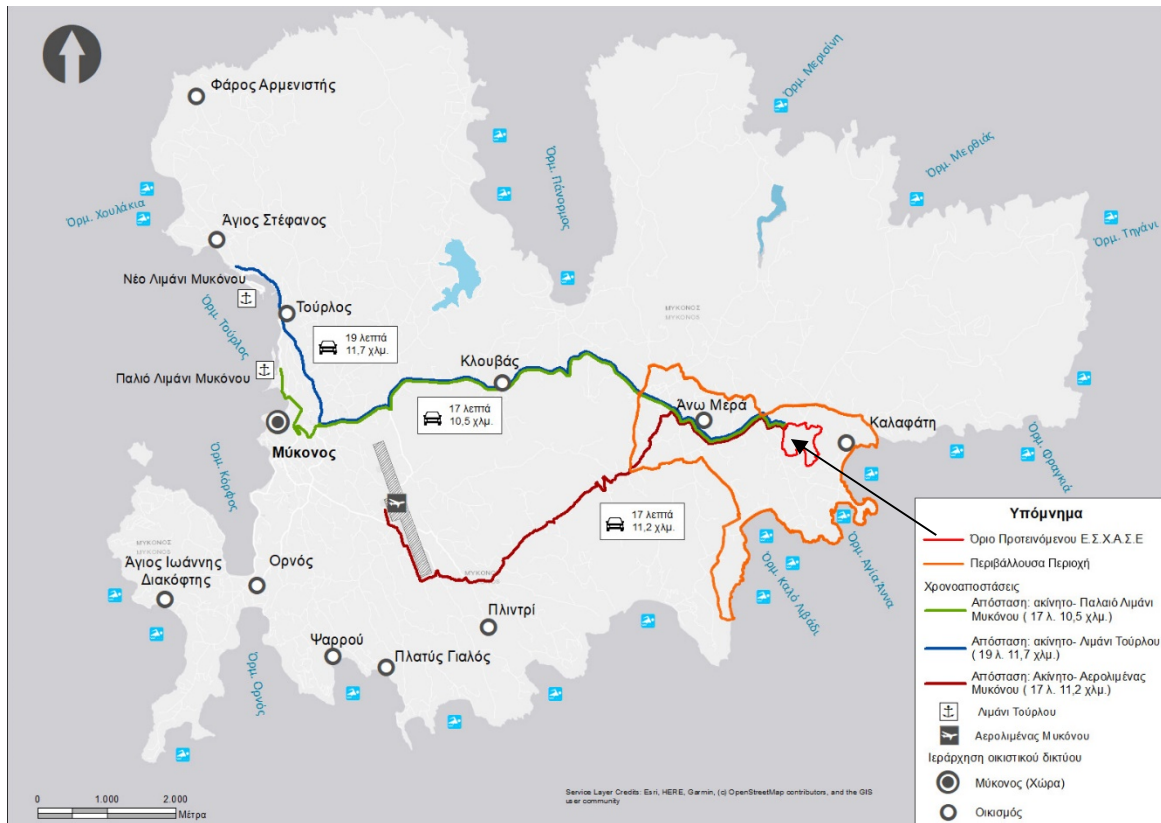 Φάρος Αρμενιστής
Όρμ. Μερσίνη
Όρμ. Μερθιάς
Όρμ. Πάνορμος
Όρμ. Χουλάκια
Όρμ. Τηγάνι
Άγιος Στέφανος
Νέο Λιμάνι Μυκόνου
Τούρλος
Όρμ. Τούρλος
ΜΥΚΟΝΟΣ
ΜΥΚΟΝΟΣ
19 λεπτά
11,7 χλμ.
Κλουβάς
Παλιό Λιμάνι Μυκόνου
17 λεπτά
10,5 χλμ.
Άνω Μερά
Καλαφάτη
Μύκονος
Όρμ. Κόρφος
Όρμ. Φραγκιά
17 λεπτά
11,2 χλμ.
Όρμ. Αγία Άννα
Όρμ. Καλό Λιβάδι
ΜΥΚΟΝΟΣ
ΜΥΚΟΝΟΣ
ΜΥΚΟΝΟΣ
Άγιος Ιωάννης
Διακόφτης
Ορνός
Πλιντρί
Ψαρρού
Πλατύς Γιαλός
Όρμ. Ορνός
Υπόμνημα
Όριο Προτεινόμενου Ε.Σ.Χ.Α.Σ.Ε
Περιβάλλουσα Περιοχή
Χρονοαποστάσεις
Απόσταση: ακίνητο- Παλαιό Λιμάνι
Μυκόνου ( 17 λ. 10,5 χλμ.)
Απόσταση: ακίνητο- Λιμάνι Τούρλου
( 19 λ. 11,7 χλμ.)
Απόσταση: Ακίνητο- Αερολιμένας
Μυκόνου ( 17 λ. 11,2 χλμ.)
Λιμάνι Τούρλου
Αερολιμένας Μυκόνου
Ιεράρχηση οικιστικού δικτύου
Μύκονος (Χώρα)
Οικισμός
0 1.000 2.000
Μέτρα
Service Layer Credits: Esri, HERE, Garmin, (c) OpenStreetMap contributors, and the GIS
user community